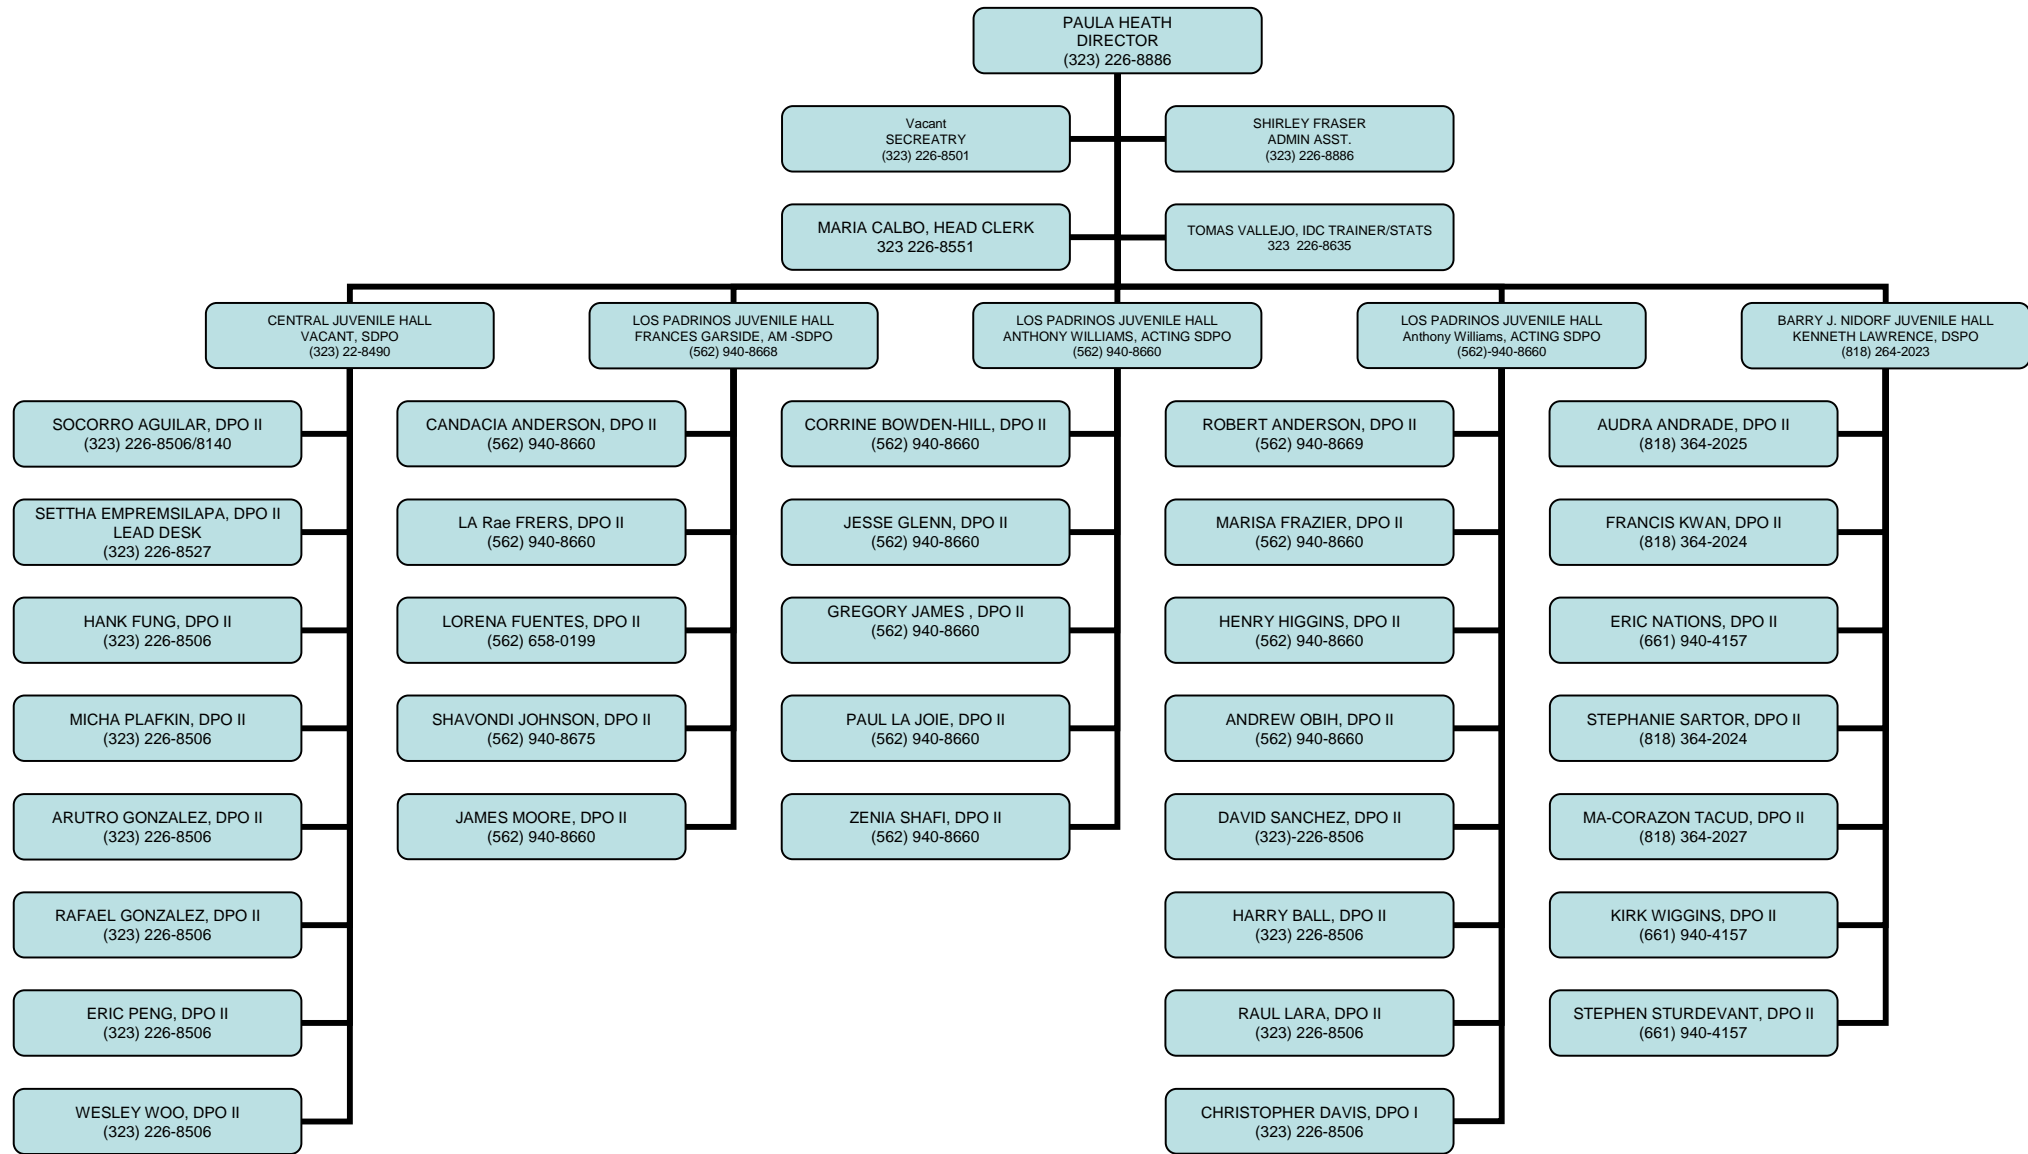 PAULA HEATH
DIRECTOR
(323) 226-8886
Vacant
SECREATRY
(323) 226-8501
SHIRLEY FRASER
ADMIN ASST.
(323) 226-8886
MARIA CALBO, HEAD CLERK
323 226-8551
TOMAS VALLEJO, IDC TRAINER/STATS
323 226-8635
CENTRAL JUVENILE HALL
VACANT, SDPO
(323) 22-8490
LOS PADRINOS JUVENILE HALL
FRANCES GARSIDE, AM -SDPO
(562) 940-8668
LOS PADRINOS JUVENILE HALL
ANTHONY WILLIAMS, ACTING SDPO
(562) 940-8660
LOS PADRINOS JUVENILE HALL
Anthony Williams, ACTING SDPO
(562)-940-8660
BARRY J. NIDORF JUVENILE HALL
KENNETH LAWRENCE, DSPO
(818) 264-2023
SOCORRO AGUILAR, DPO II
(323) 226-8506/8140
SETTHA EMPREMSILAPA, DPO II
LEAD DESK
(323) 226-8527
HANK FUNG, DPO II
(323) 226-8506
MICHA PLAFKIN, DPO II
(323) 226-8506
ARUTRO GONZALEZ, DPO II
(323) 226-8506
RAFAEL GONZALEZ, DPO II
(323) 226-8506
ERIC PENG, DPO II
(323) 226-8506
WESLEY WOO, DPO II
(323) 226-8506
CANDACIA ANDERSON, DPO II
(562) 940-8660
LA Rae FRERS, DPO II
(562) 940-8660
LORENA FUENTES, DPO II
(562) 658-0199
SHAVONDI JOHNSON, DPO II
(562) 940-8675
JAMES MOORE, DPO II
(562) 940-8660
CORRINE BOWDEN-HILL, DPO II
(562) 940-8660
JESSE GLENN, DPO II
(562) 940-8660
GREGORY JAMES , DPO II
(562) 940-8660
PAUL LA JOIE, DPO II
(562) 940-8660
ZENIA SHAFI, DPO II
(562) 940-8660
ROBERT ANDERSON, DPO II
(562) 940-8669
MARISA FRAZIER, DPO II
(562) 940-8660
HENRY HIGGINS, DPO II
(562) 940-8660
ANDREW OBIH, DPO II
(562) 940-8660
DAVID SANCHEZ, DPO II
(323)-226-8506
HARRY BALL, DPO II
(323) 226-8506
RAUL LARA, DPO II
(323) 226-8506
CHRISTOPHER DAVIS, DPO I
(323) 226-8506
AUDRA ANDRADE, DPO II
(818) 364-2025
FRANCIS KWAN, DPO II
(818) 364-2024
ERIC NATIONS, DPO II
(661) 940-4157
STEPHANIE SARTOR, DPO II
(818) 364-2024
MA-CORAZON TACUD, DPO II
(818) 364-2027
KIRK WIGGINS, DPO II
(661) 940-4157
STEPHEN STURDEVANT, DPO II
(661) 940-4157